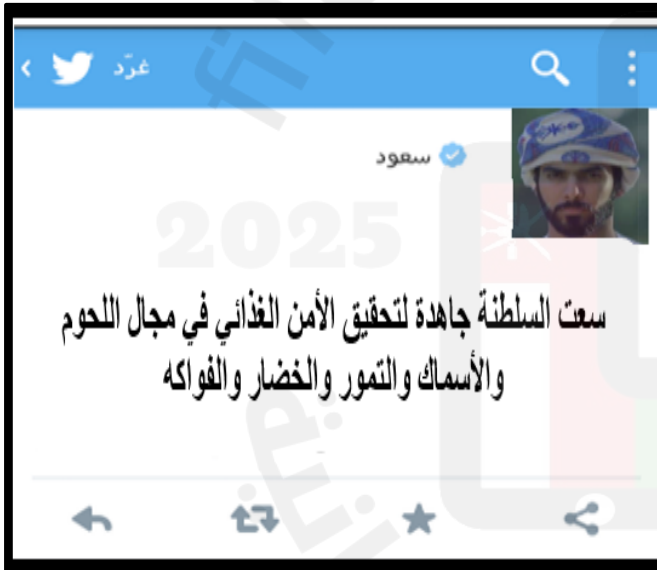 غرّد
سعود
2025
سعت السلطنة جاهدة لتحقيق الأمن الغذائي في مجال اللحوم
والأسماك والتمور والخضار والفواكه